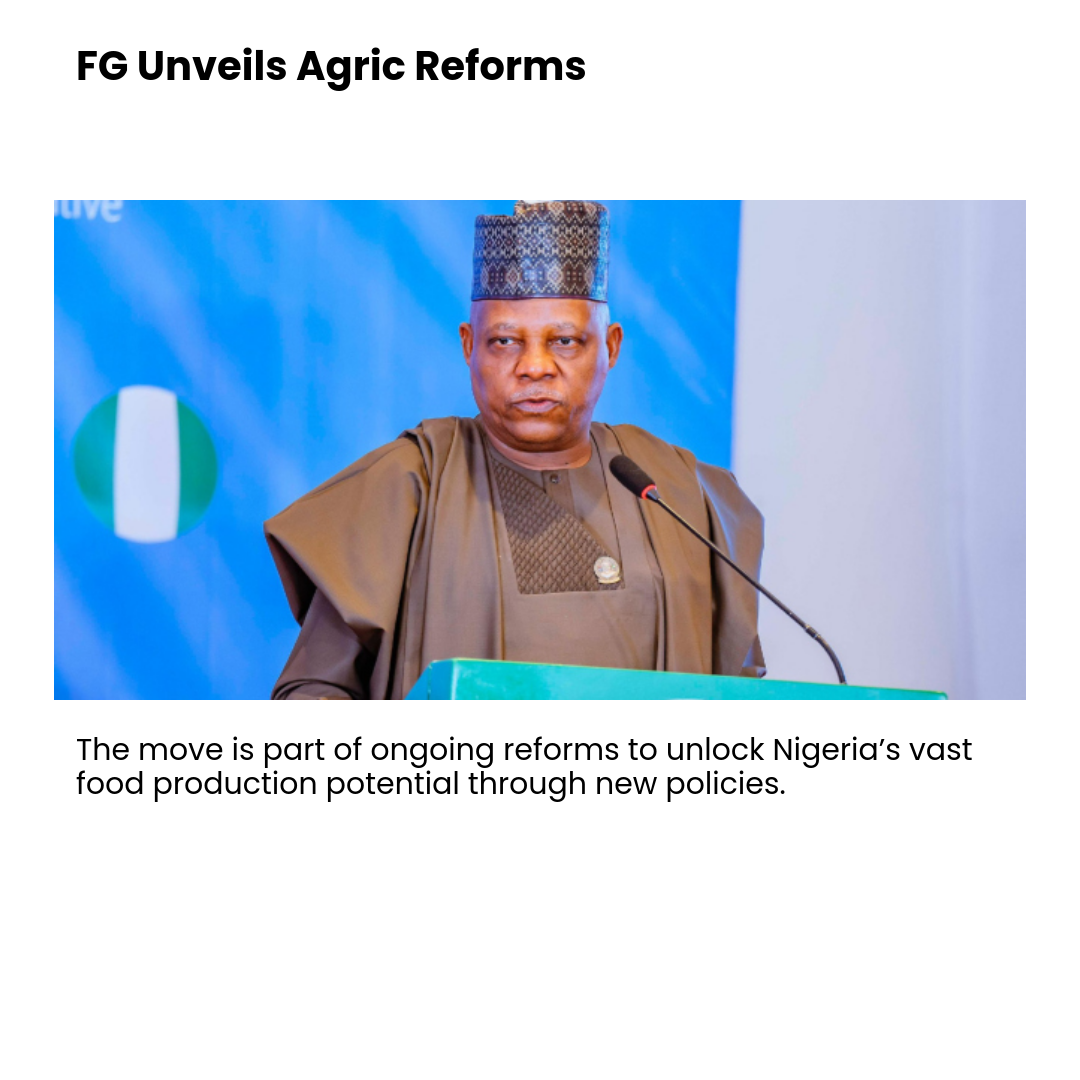 FG Unveils Agric Reforms
The move is part of ongoing reforms to unlock Nigeria’s vast
food production potential through new policies.